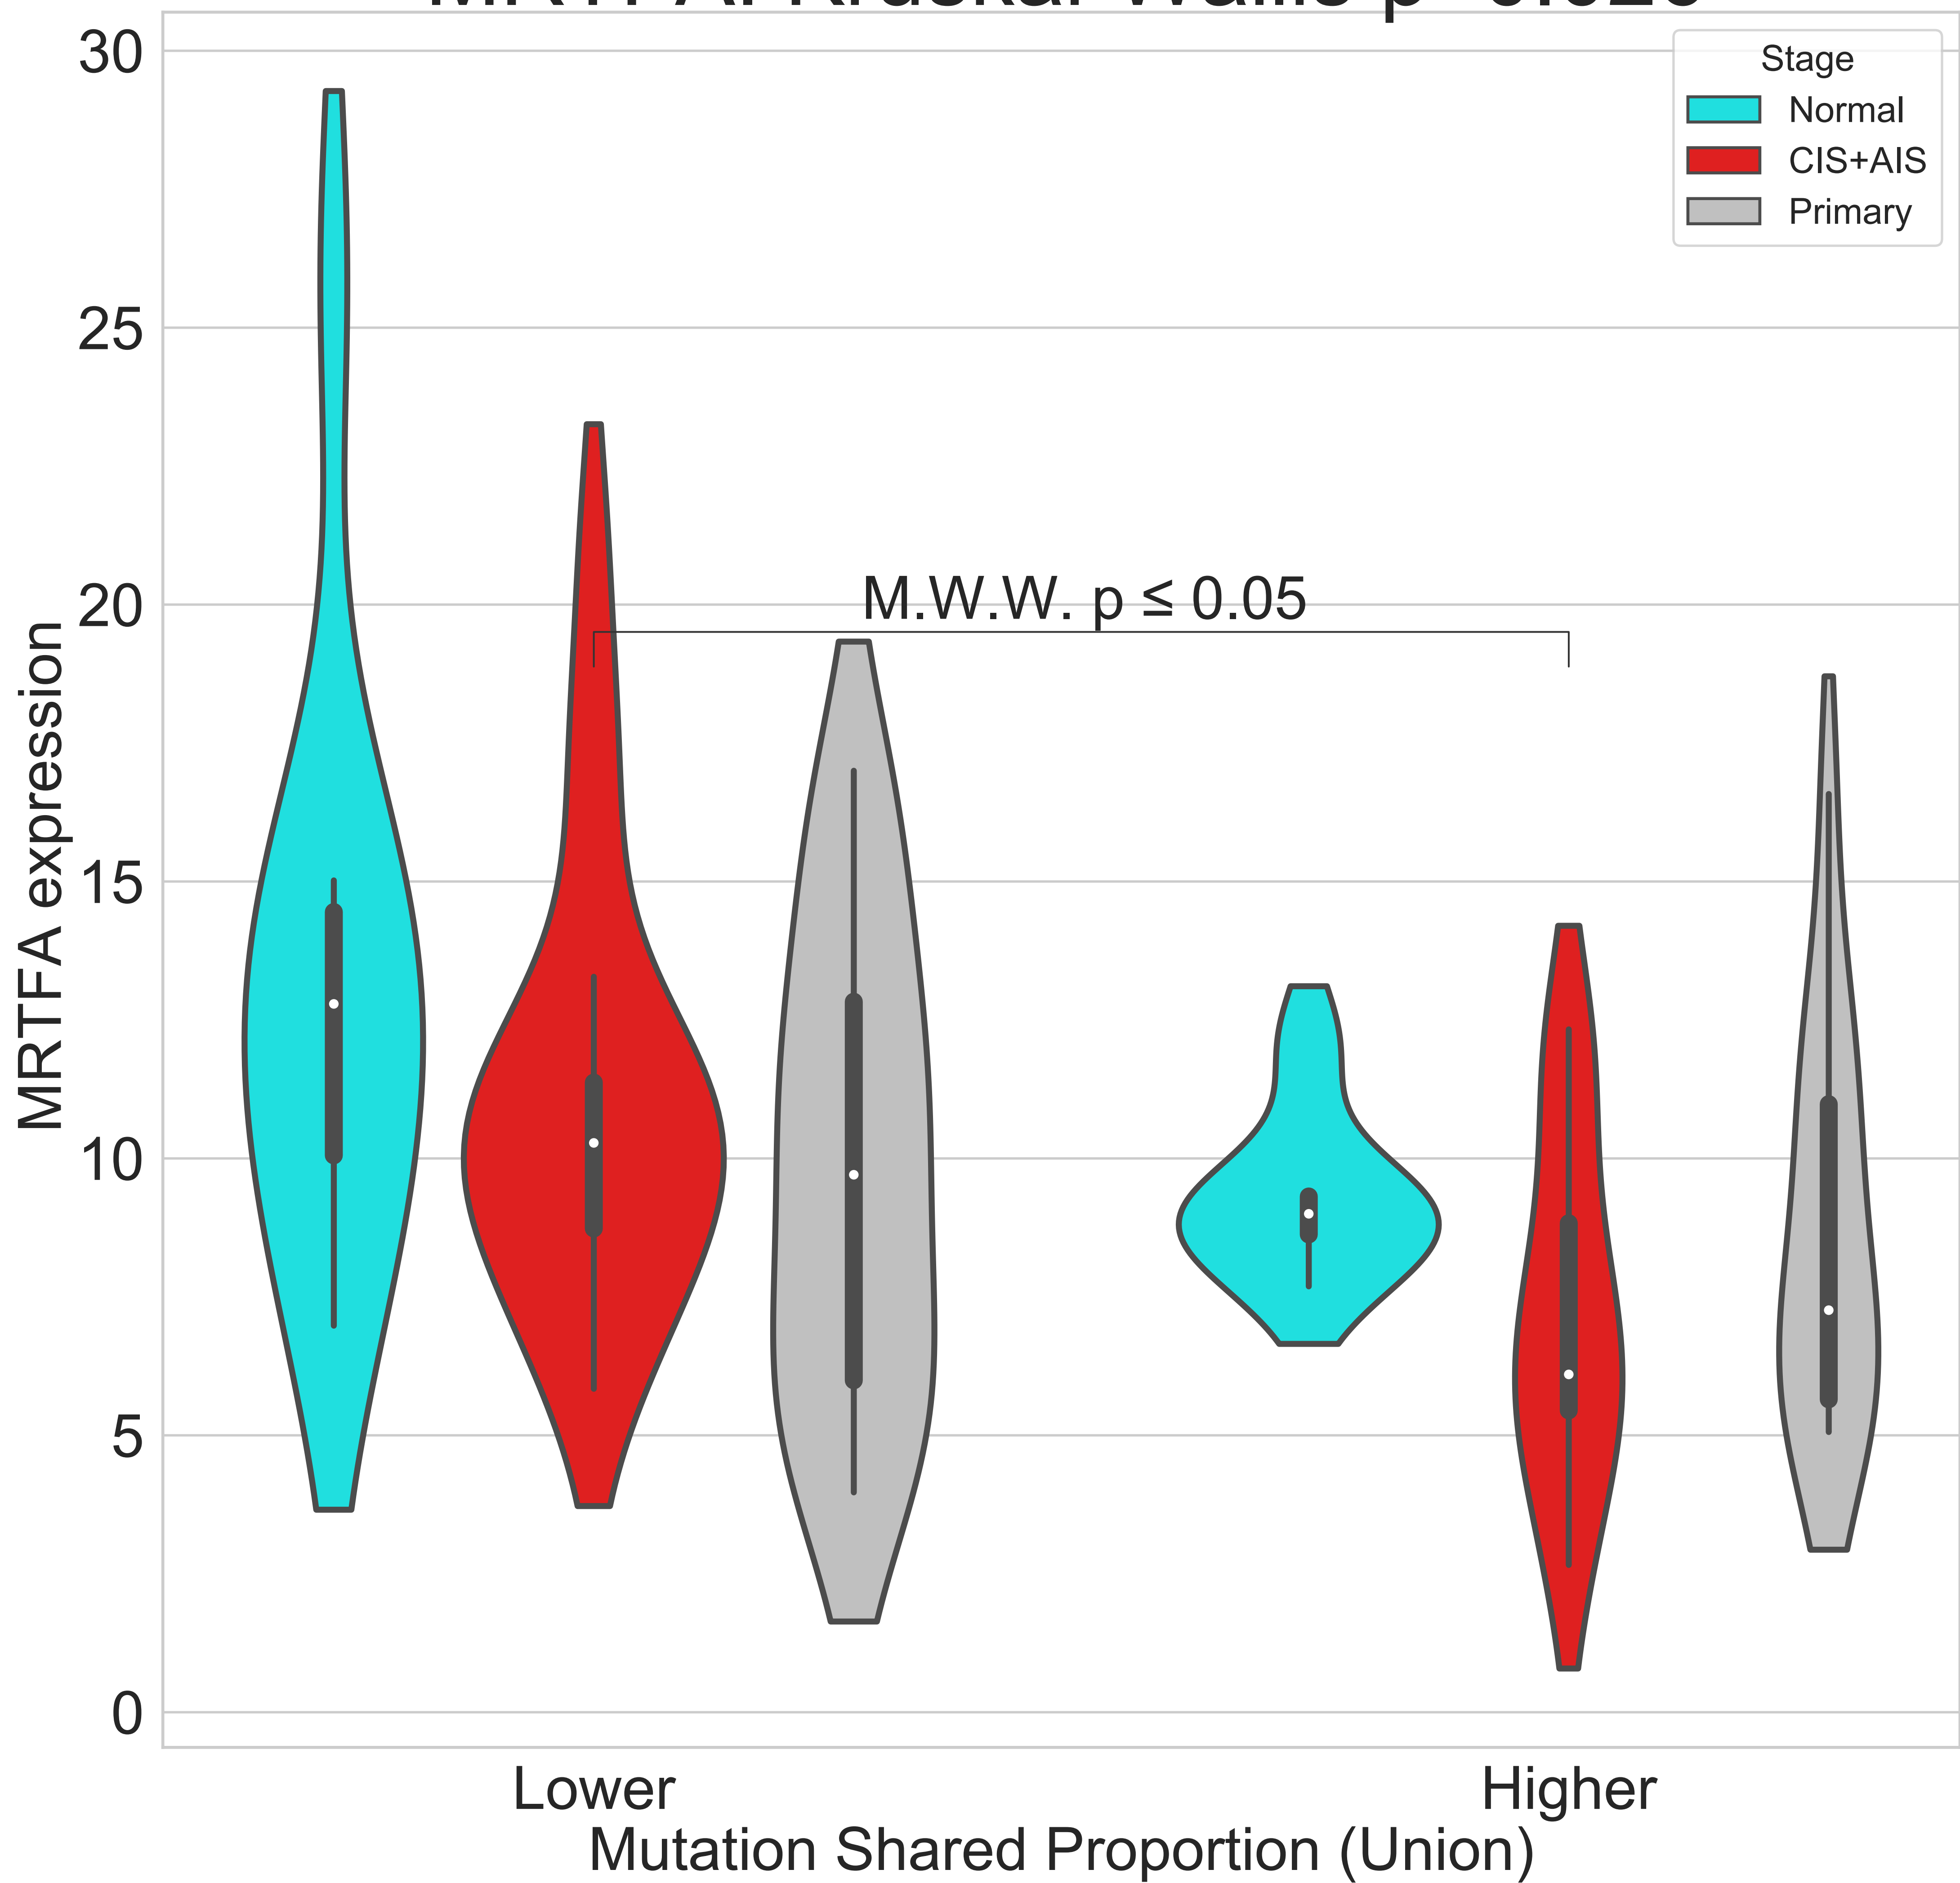 30
25
20
15
10
5
0
MRTFA expression
Stage
Normal
CIS+AIS
Primary
M.W.W. p ≤ 0.05
Lower
Higher
Mutation Shared Proportion (Union)